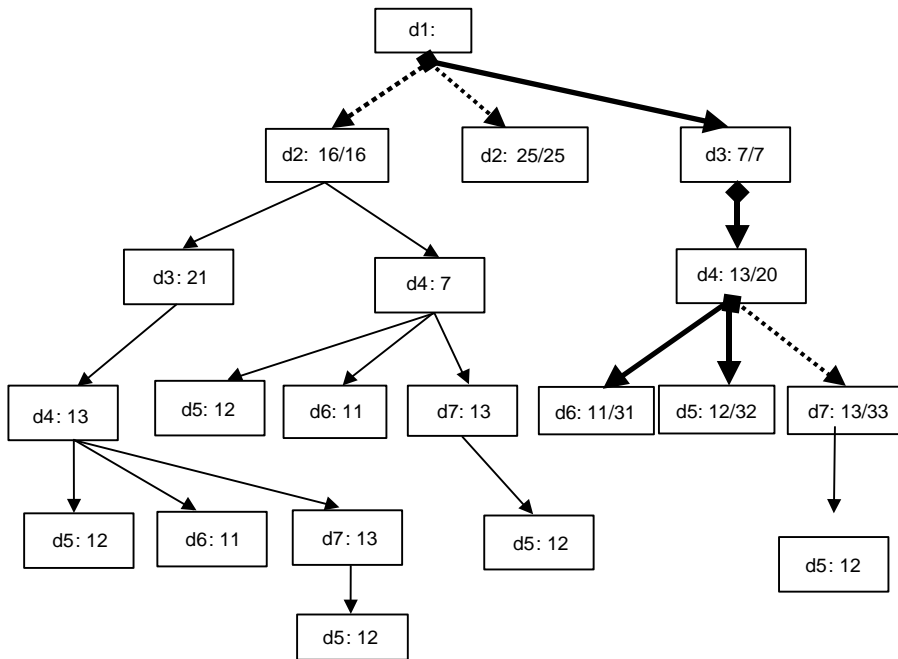 d1:
d2: 16/16
d2: 25/25
d3: 7/7
d3: 21
d4: 7
d4: 13/20
d4: 13
d5: 12
d6: 11
d7: 13
d6: 11/31
d5: 12/32
d7: 13/33
d5: 12
d6: 11
d7: 13
d5: 12
d5: 12
d5: 12